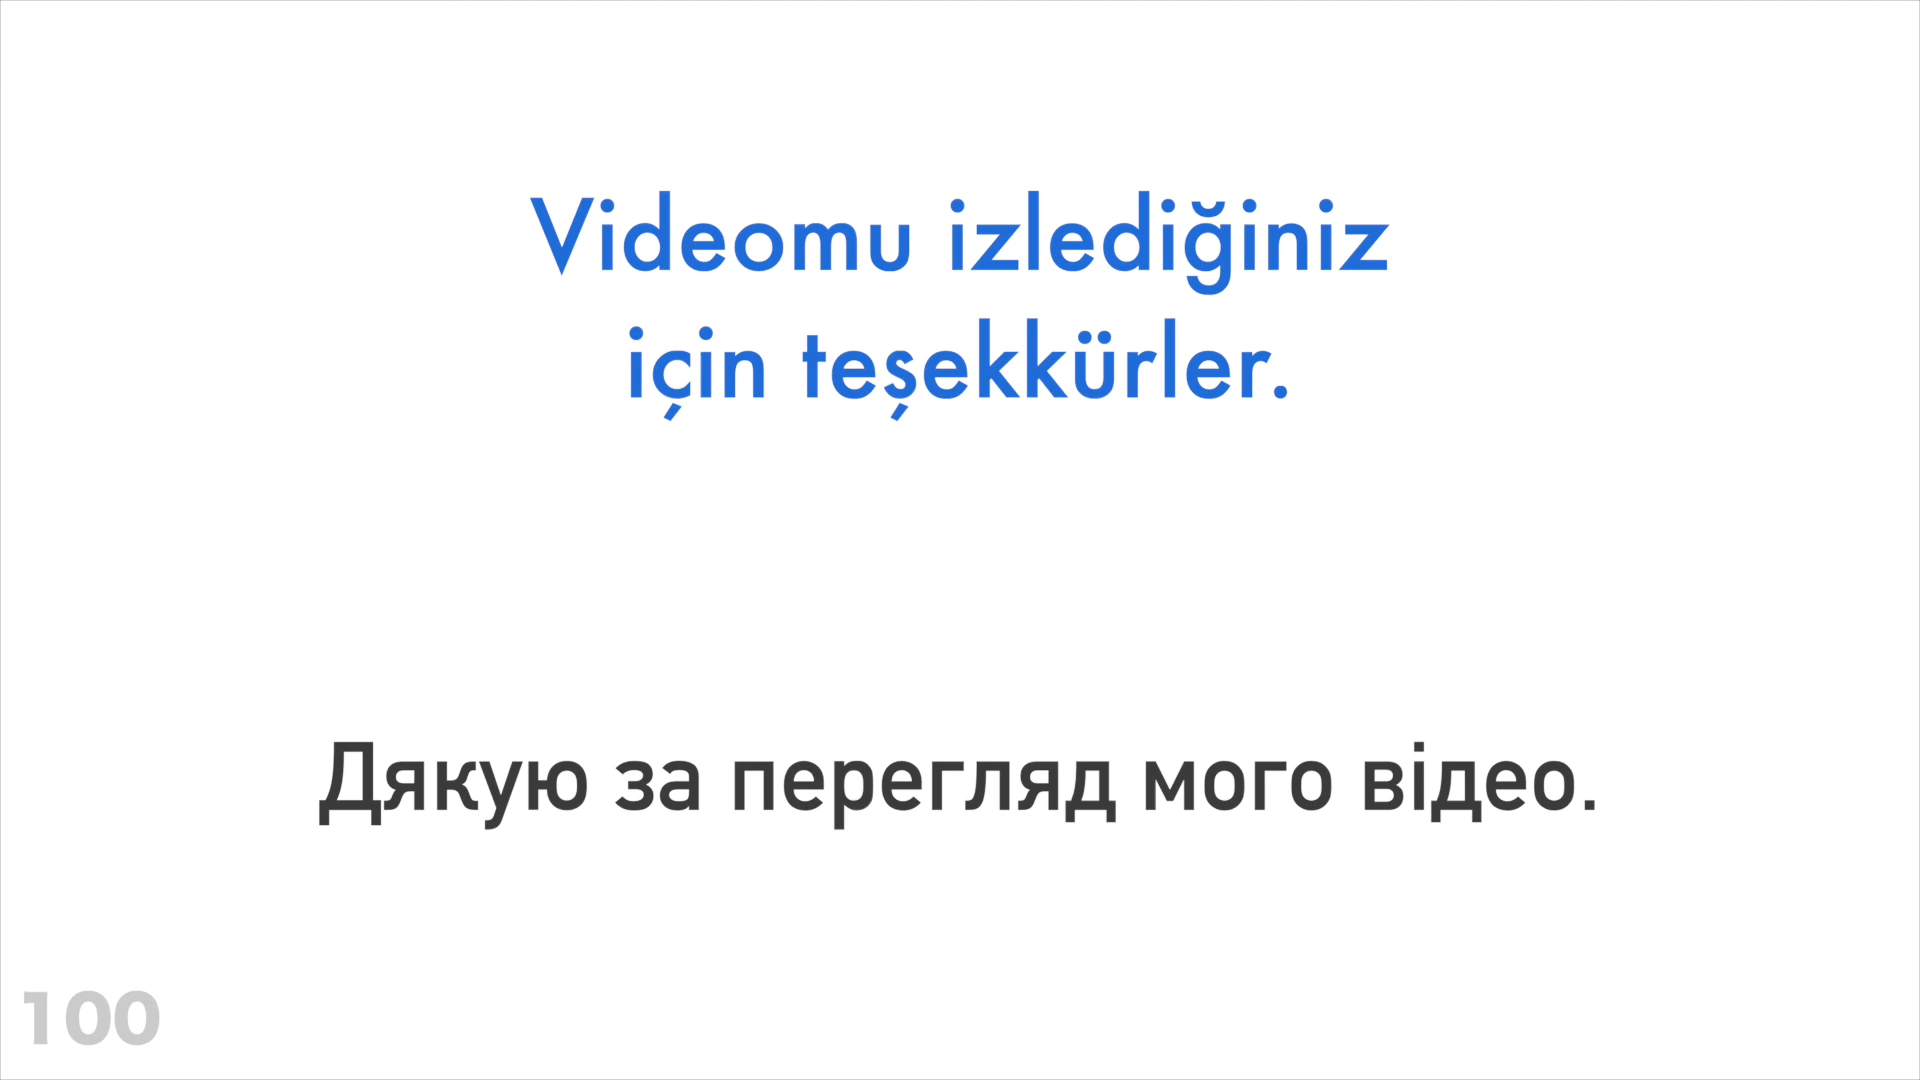 Videomu izlediğiniz
için teşekkürler.
Дякую за перегляд мого відео.
100